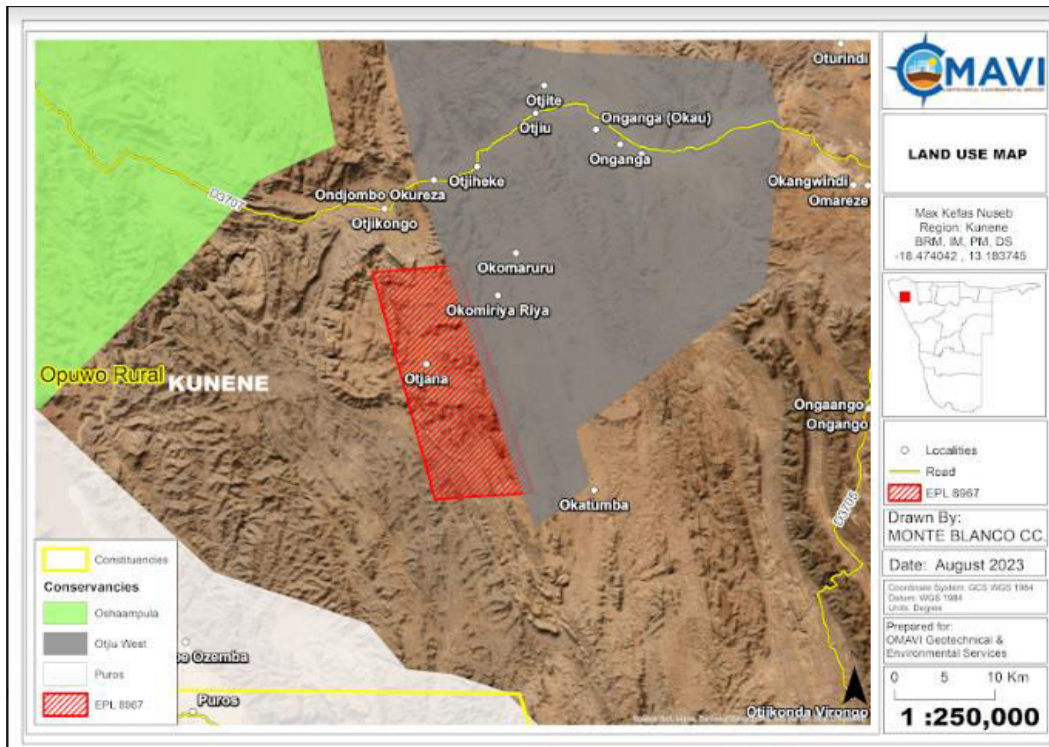 Oturindi
Otjite
Otjiu
Onganga (Okau)
Onganga
Okangwindi
Omareze
Otjiheke
Ondjombo Okureza
Otjikongo
D3707
Okomaruru
Okomiriya Riya
Otjana
Opuwo Rural
KUNENE
Ongaango
Ongango
Okatumba
D3705
Ozemba
Puros
Otjikonda Virongo
Constituencies
Conservancies
Oshaampula
Otjiu West
Puros
EPL 8967
OMAVI
GEOTECHNICAL & ENVIRONMENTAL SERVICES
LAND USE MAP
Max Kefas Nuseb
Region: Kunene
BRM, IM, PM, DS
-18.474042 , 13.183745
Localities
Road
EPL 8967
Drawn By:
MONTE BLANCO CC.
Date: August 2023
Coordinate System: GCS WGS 1984
Datum: WGS 1984
Units: Degree
Prepared for:
OMAVI Geotechnical &
Environmental Services
0 5 10 Km
1 :250,000